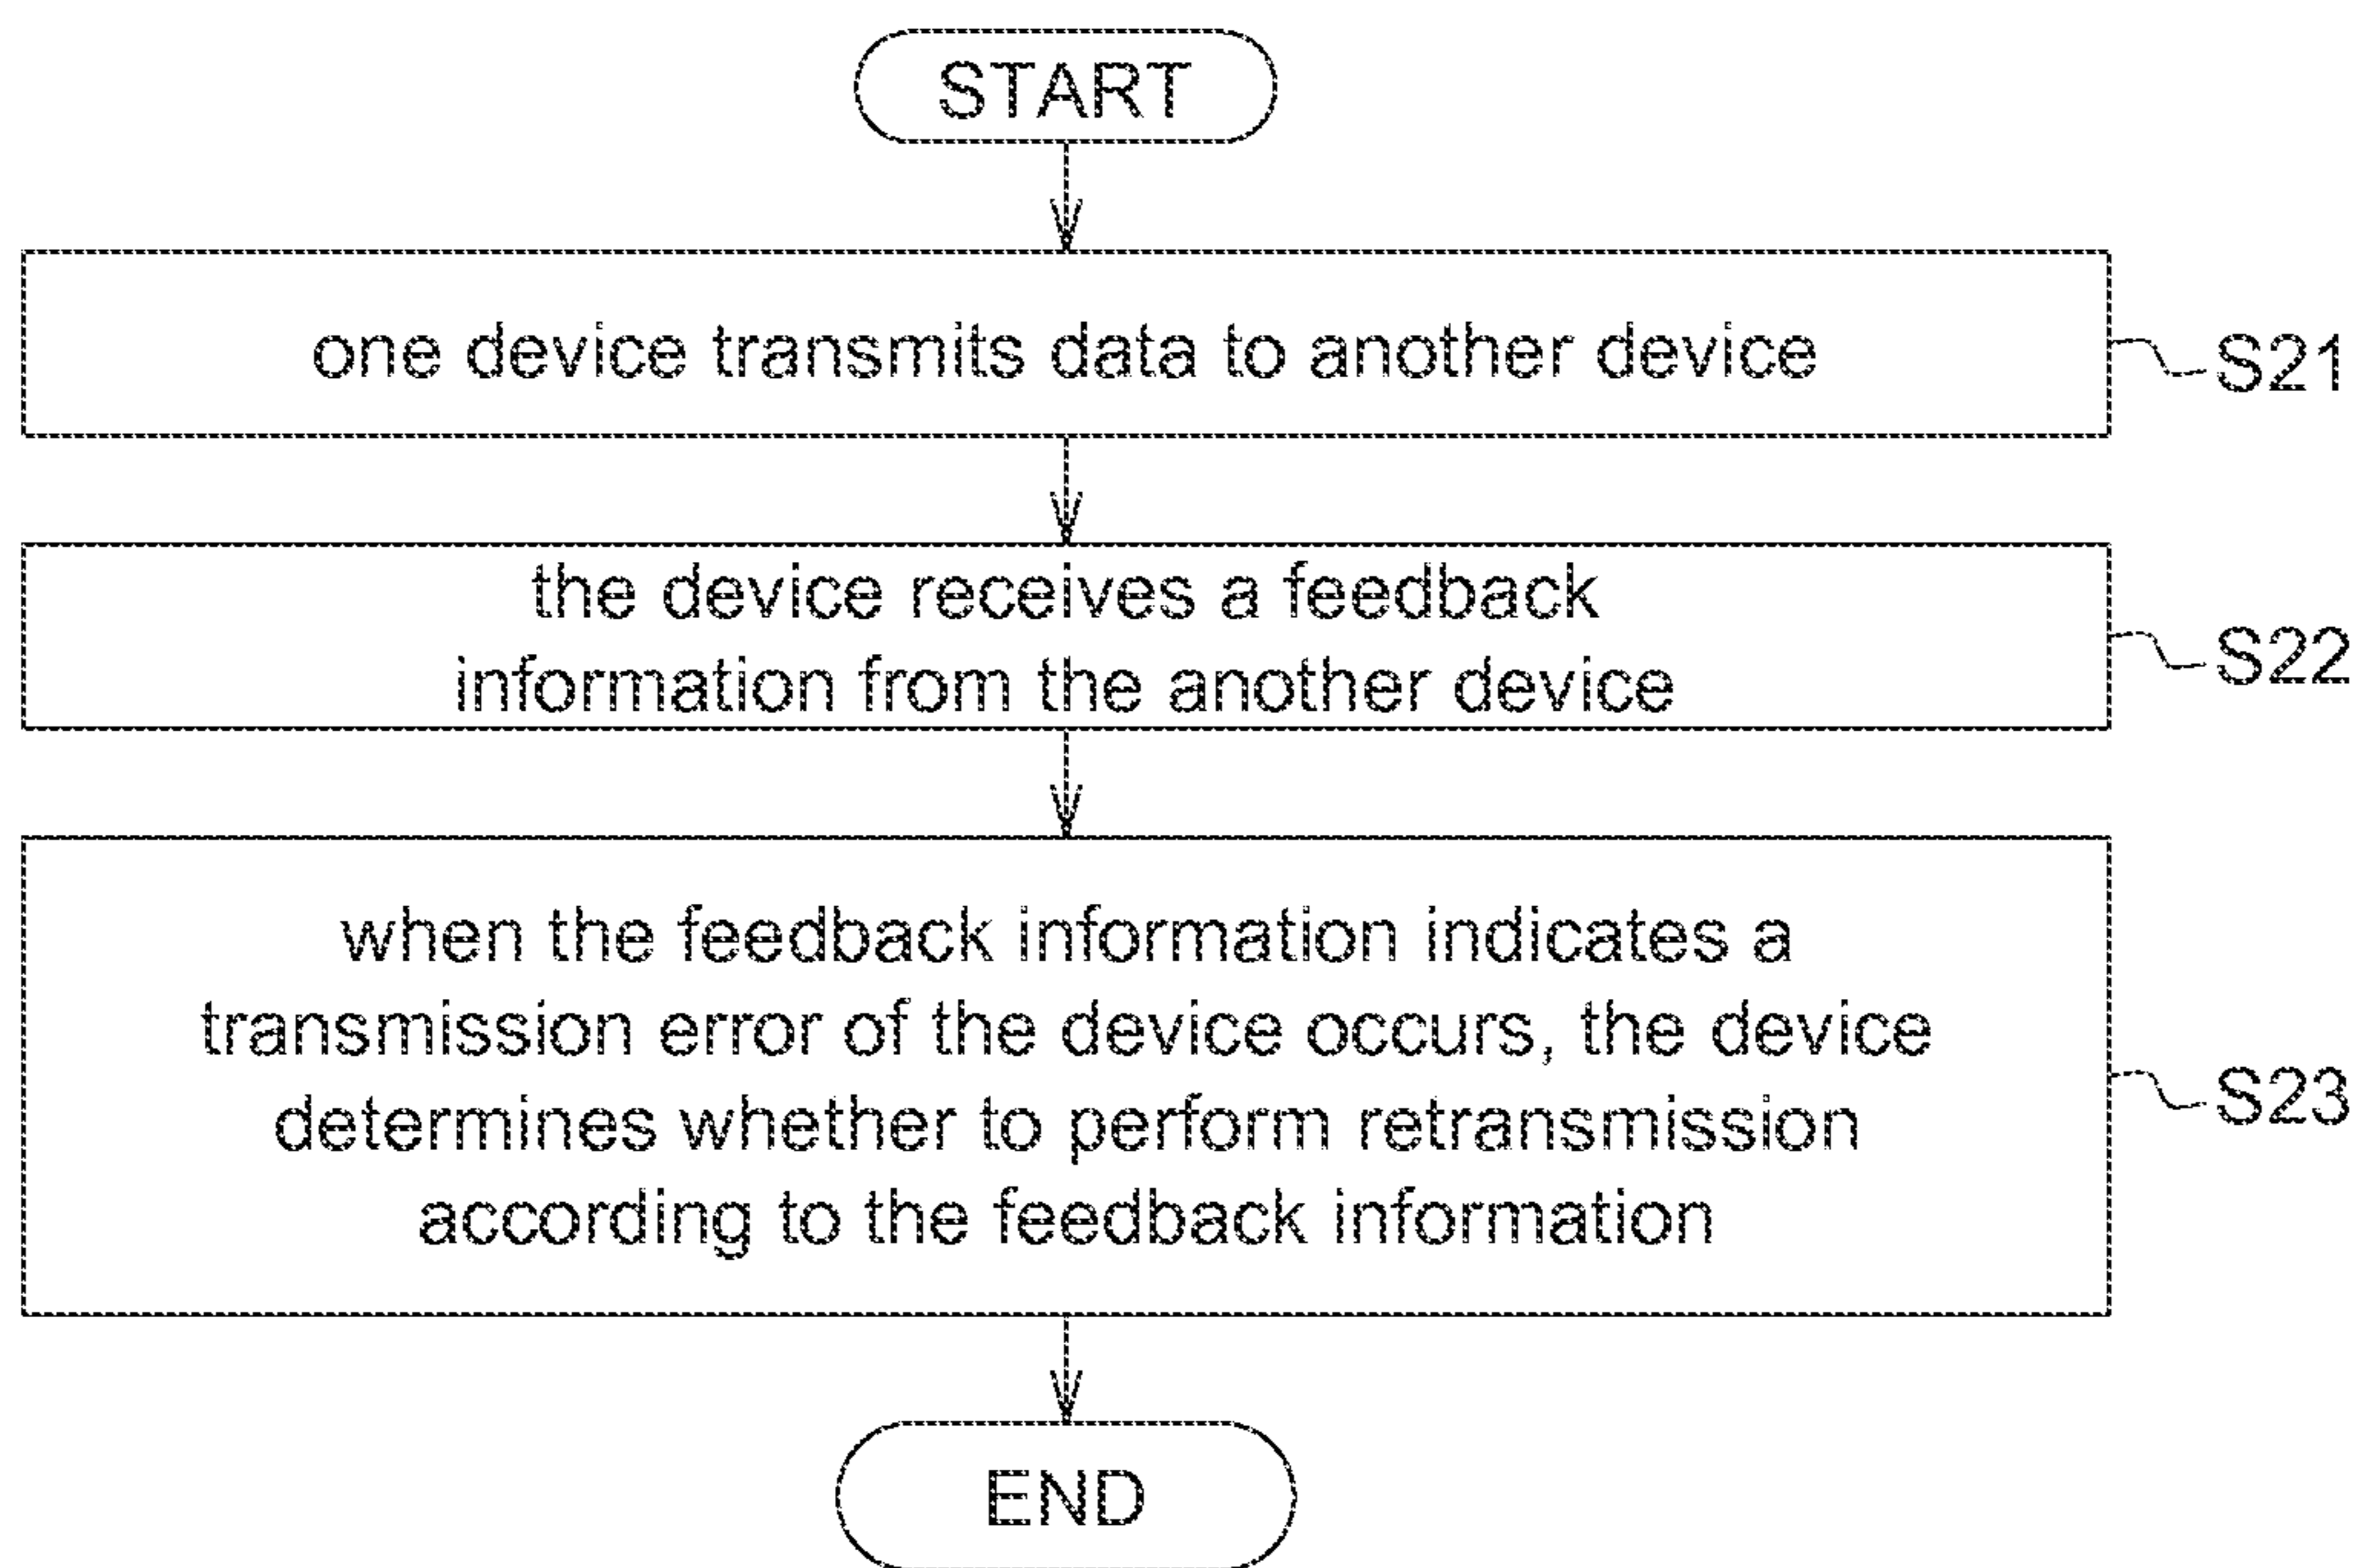 START
one device transmits data to another device
S21
the device receives a feedback
information from the another device
S22
when the feedback information indicates a
transmission error of the device occurs, the device
determines whether to perform retransmission
according to the feedback information
S23
END